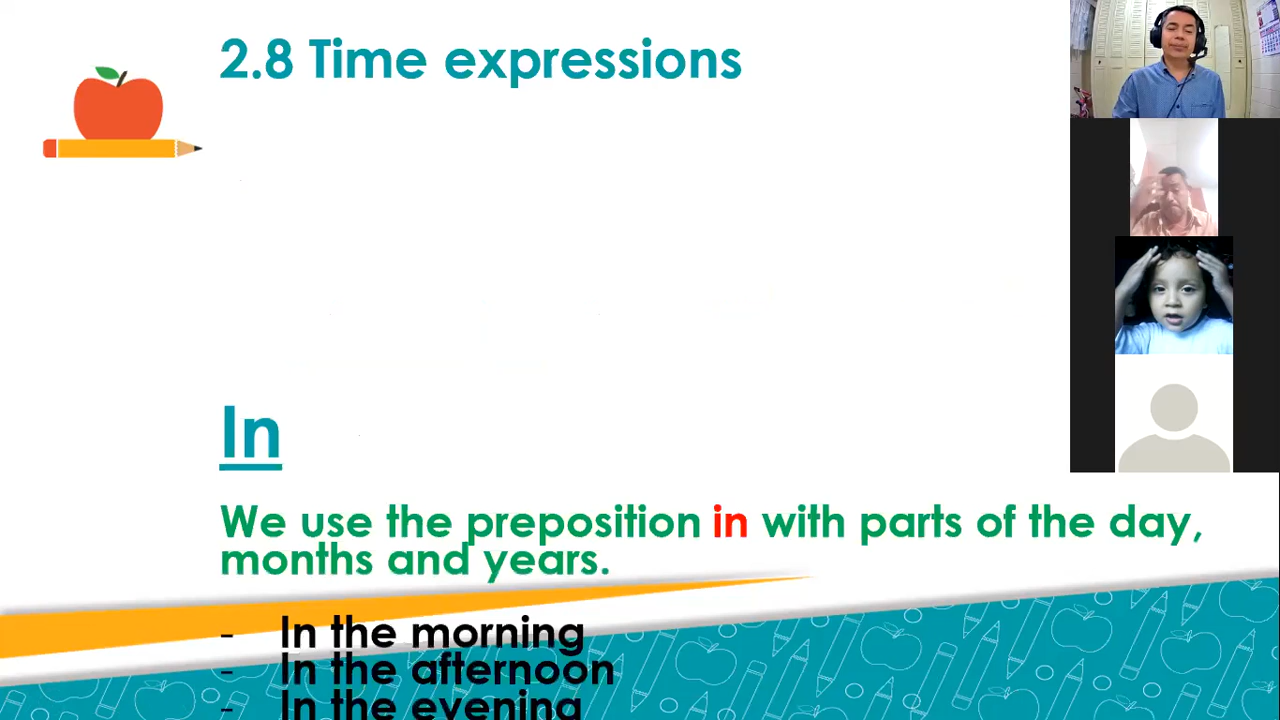 2.8 Time expressions
In
We use the preposition in with parts of the day,
months and years.
- In the morning
- In the afternoon
- In the evening